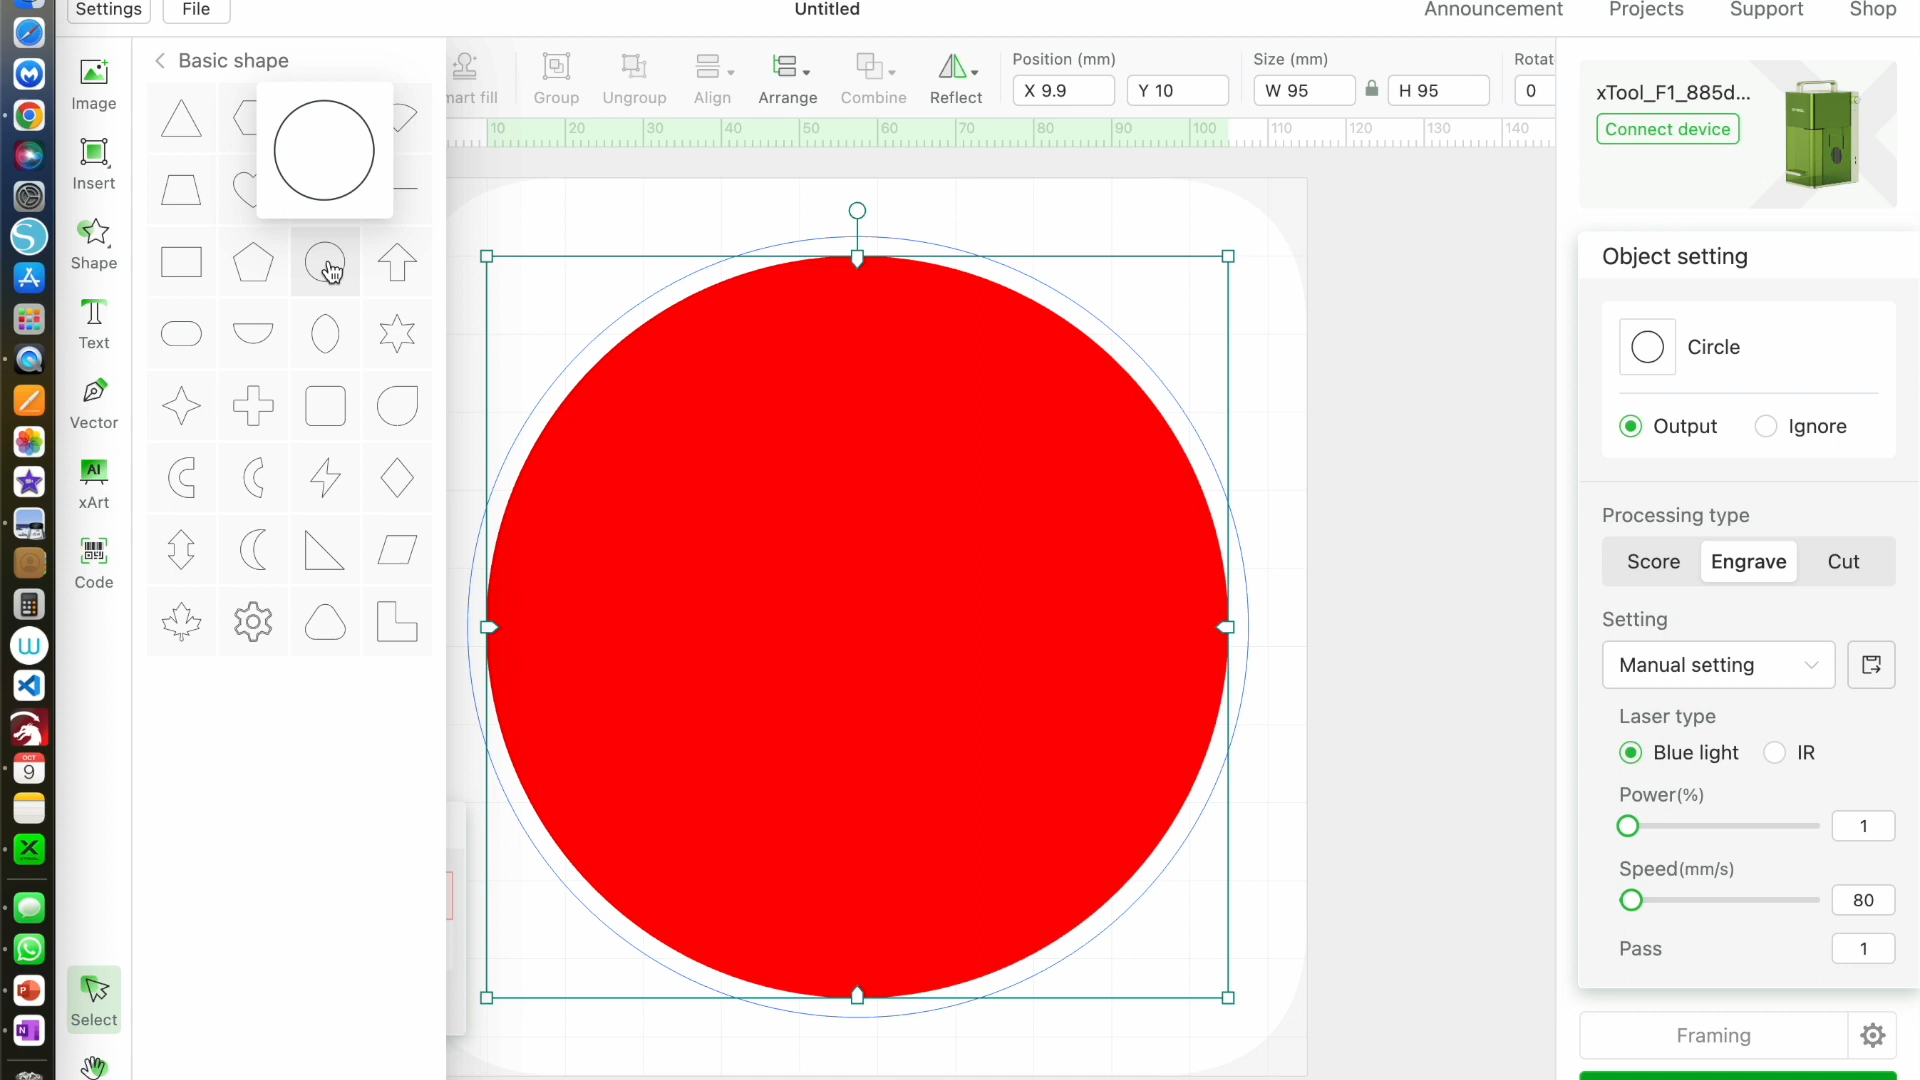 Settings
File
Untitled
Announcement
Projects
Support
Shop
Basic shape
mart fill
Group
Ungroup
Align
Arrange
Combine
Reflect
Position (mm)
X 9.9
Y 10
Size (mm)
W 95
H 95
Rotat
0
10 20 30 40 50 60 70 80 90 100 110 120 130 140
Image
Insert
Shape
Text
Vector
AI
xArt
Code
Select
OCT
9
xTool_F1_885d...
Connect device
Object setting
Circle
Output
Ignore
Processing type
Score
Engrave
Cut
Setting
Manual setting
Laser type
Blue light
IR
Power(%)
1
Speed(mm/s)
80
Pass
1
Framing